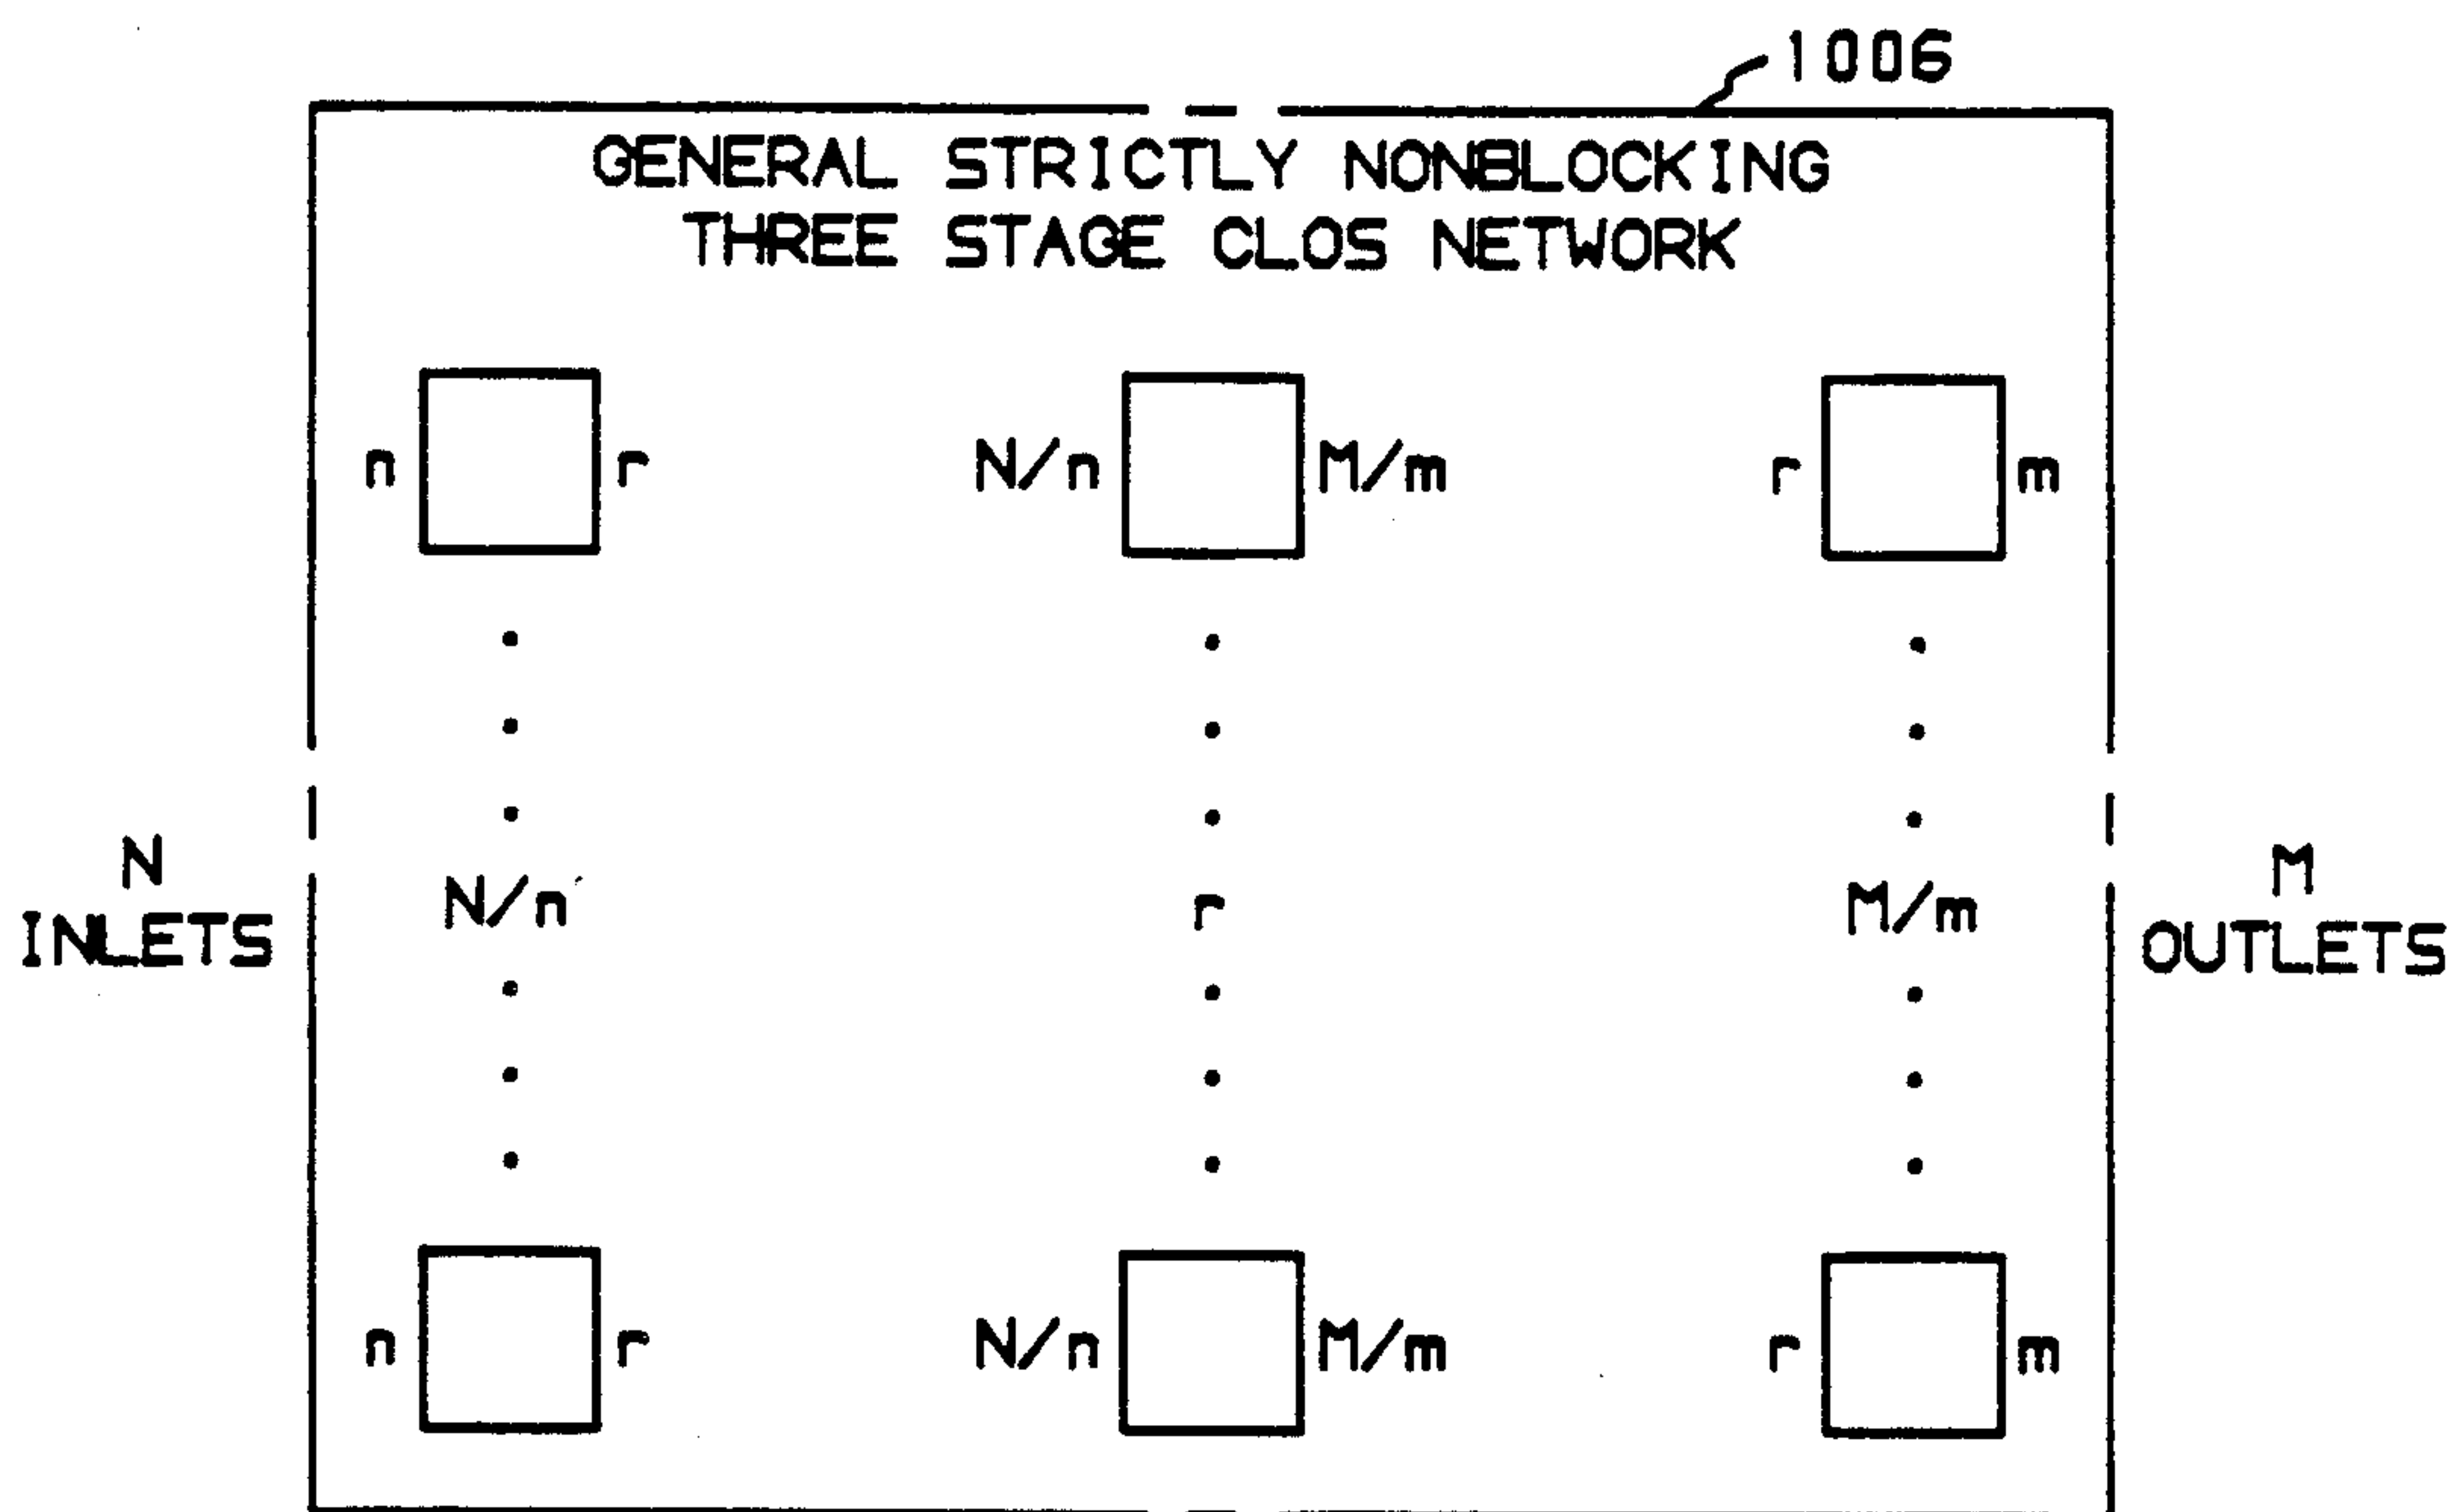 1006
GENERAL STRICTLY NONBLOCKING
THREE STAGE CLOS NETWORK
n r N/n M/m r m
N/n r M/m
N
INLETS
M
OUTLETS
n r N/n M/m r m